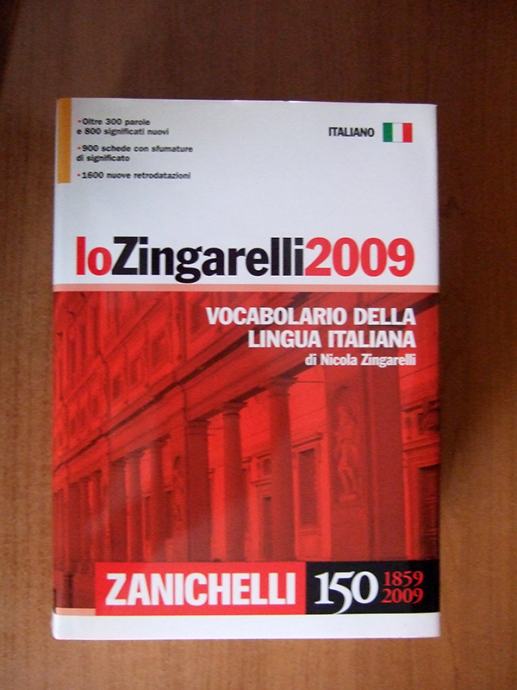 •Oltre 300 parole
e 800 significati nuovi
•900 schede con sfumature
di significato
•1600 nuove retrodatazioni
ITALIANO
loZingarelli2009
VOCABOLARIO DELLA
LINGUA ITALIANA
di Nicola Zingarelli
ZANICHELLI
150 1859
2009